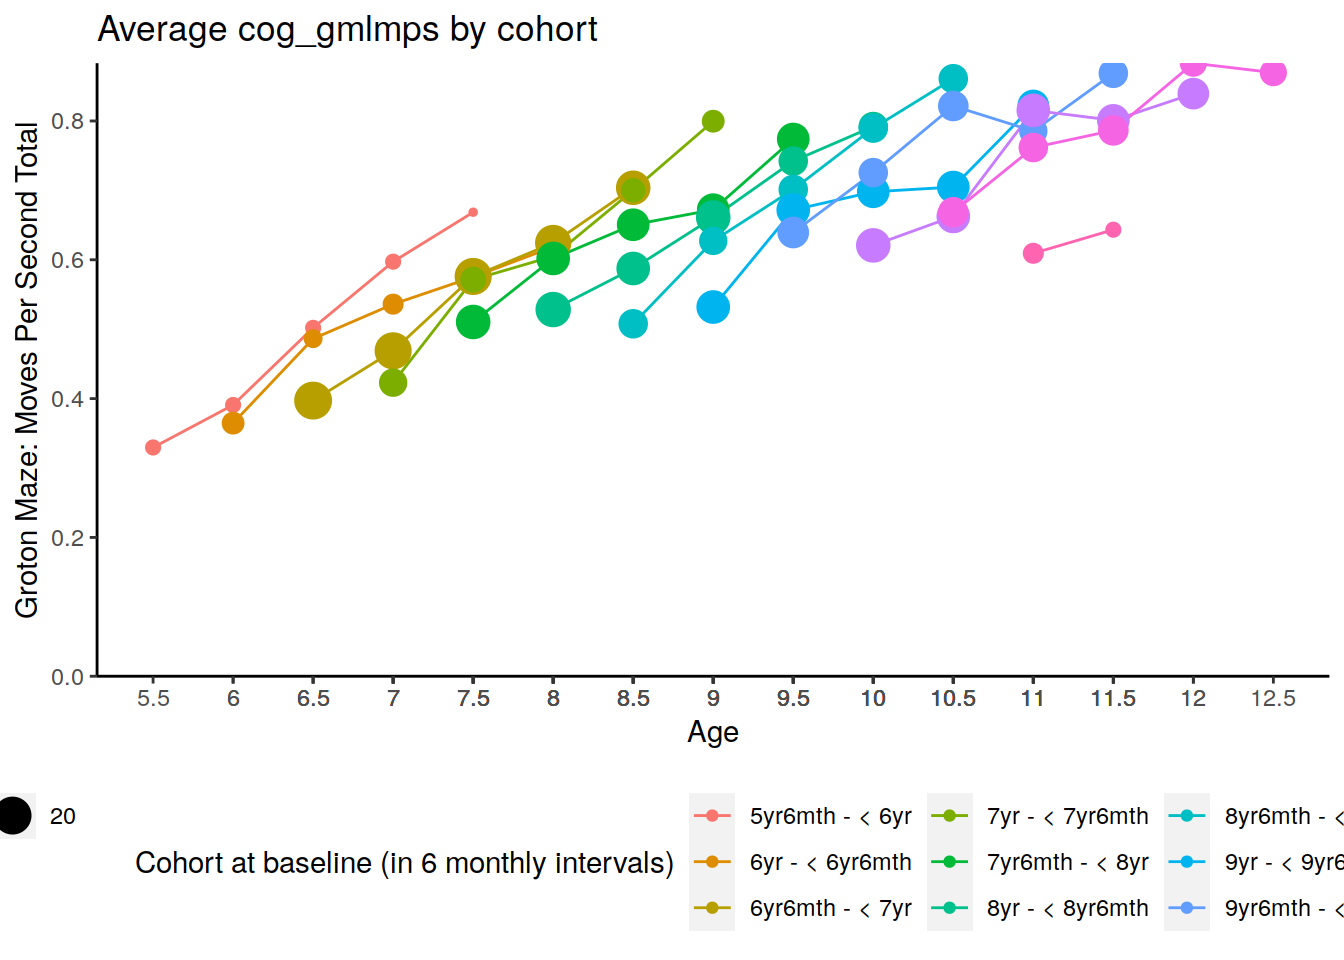 Average cog_gmlmps by cohort
Groton Maze: Moves Per Second Total
0.8
0.6
0.4
0.2
0.0
5.5 6 6.5 7 7.5 8 8.5 9 9.5 10 10.5 11 11.5 12 12.5
Age
20
Cohort at baseline (in 6 monthly intervals)
5yr6mth - < 6yr
6yr - < 6yr6mth
6yr6mth - < 7yr
7yr - < 7yr6mth
7yr6mth - < 8yr
8yr - < 8yr6mth
8yr6mth - <
9yr - < 9yr6
9yr6mth - <